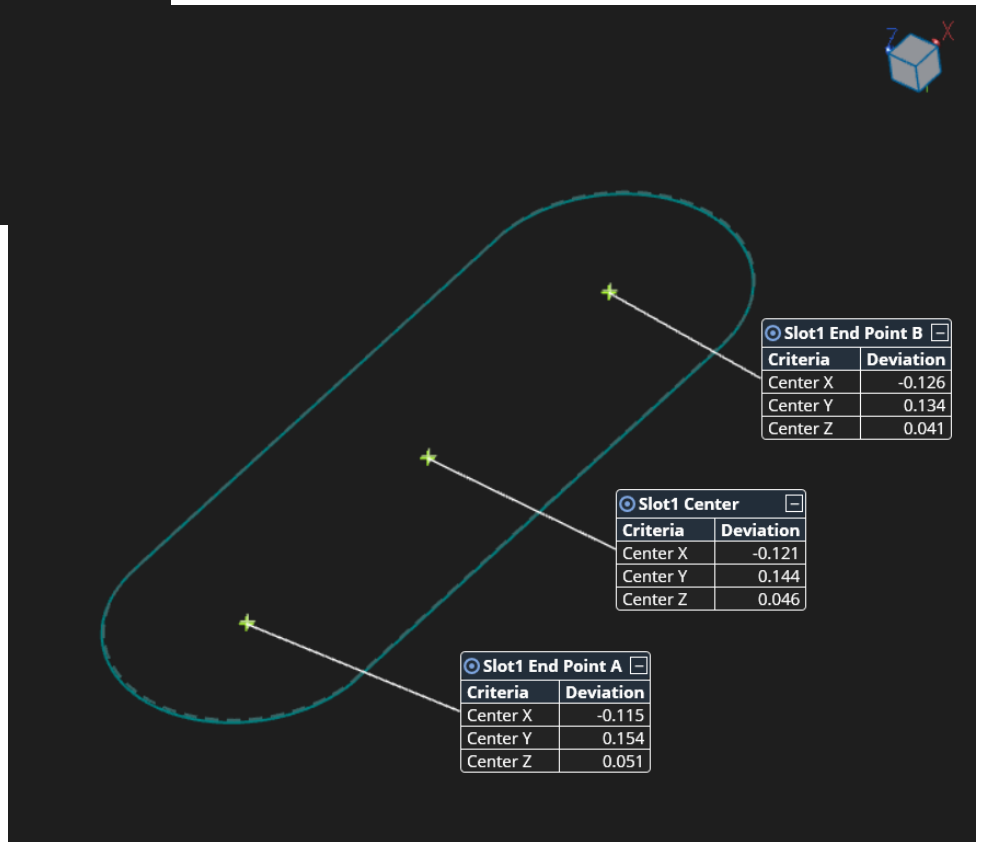 Z X
Slot1 End Point B
Criteria Deviation
Center X -0.126
Center Y 0.134
Center Z 0.041
Slot1 Center
Criteria Deviation
Center X -0.121
Center Y 0.144
Center Z 0.046
Slot1 End Point A
Criteria Deviation
Center X -0.115
Center Y 0.154
Center Z 0.051